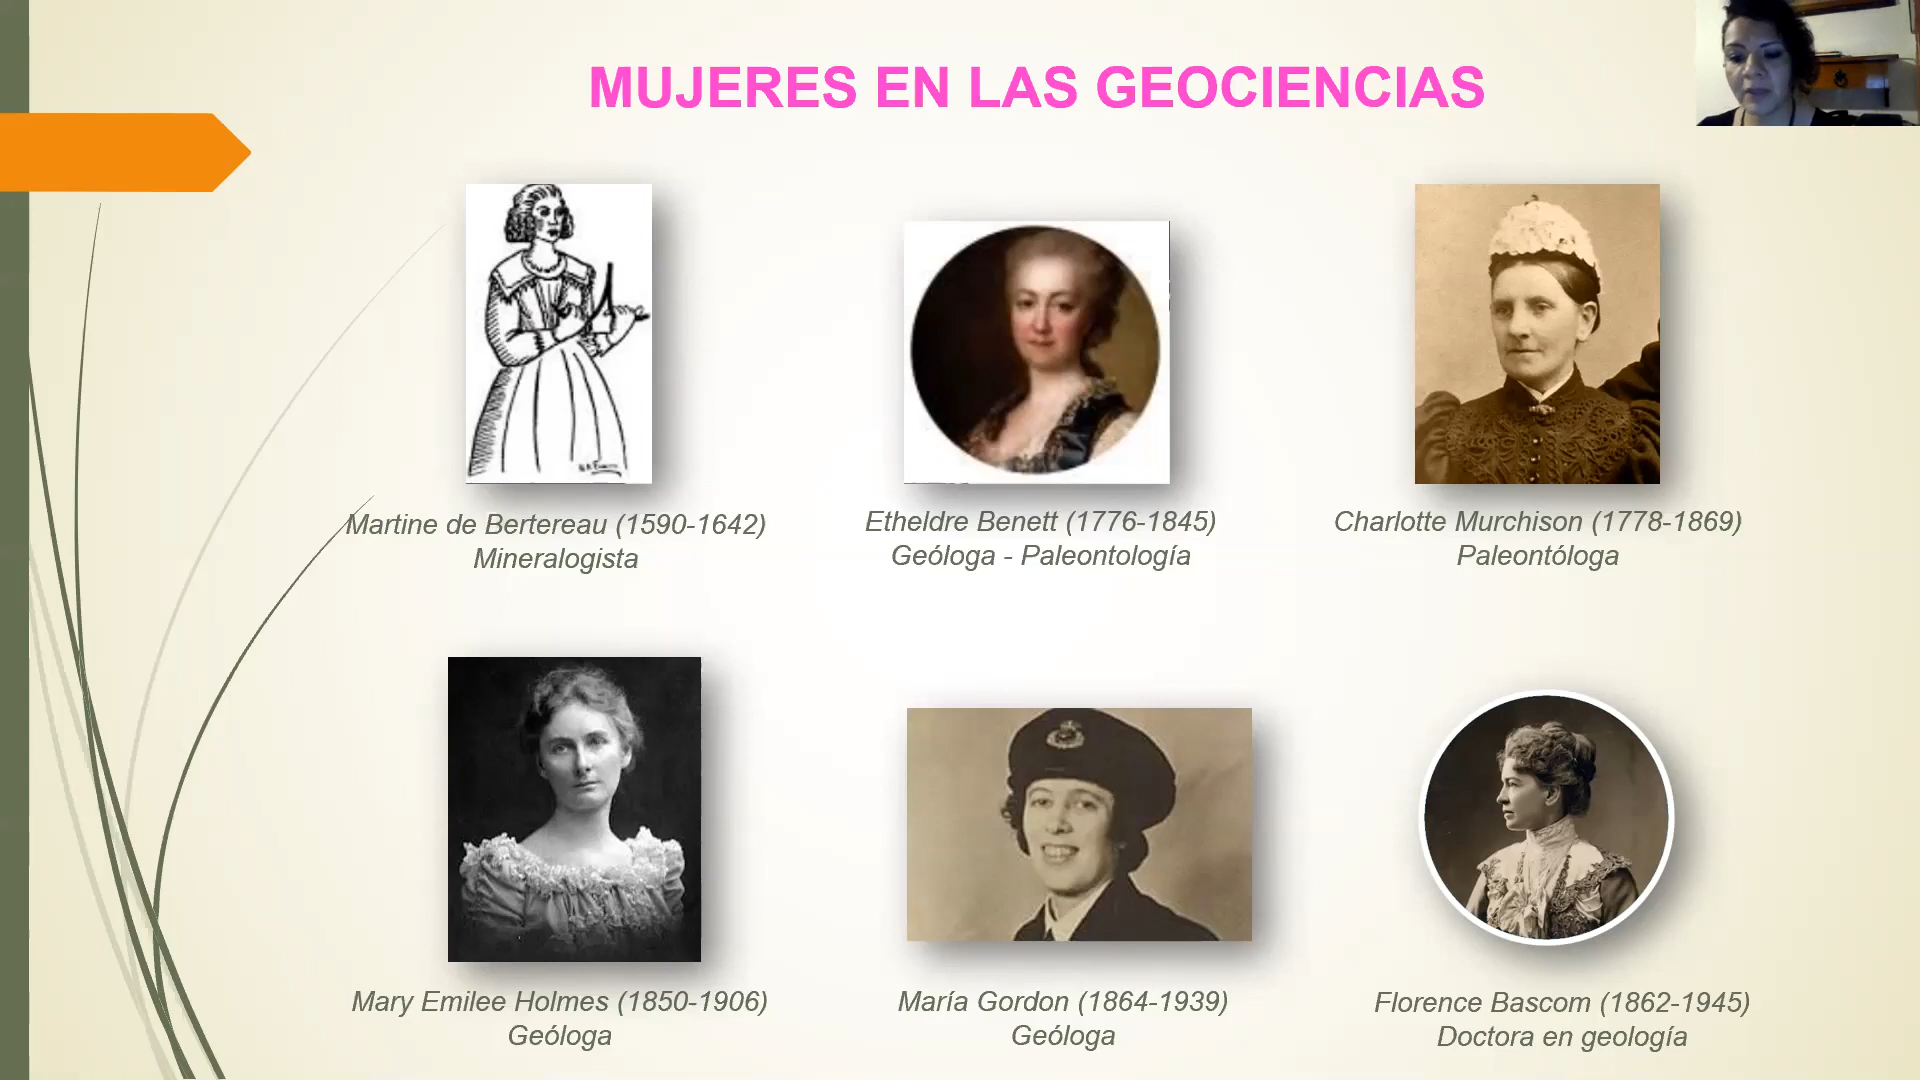 MUJERES EN LAS GEOCIENCIAS
Martine de Bertereau (1590-1642)
Mineralogista
Etheldre Benett (1776-1845)
Geóloga - Paleontología
Charlotte Murchison (1778-1869)
Paleontóloga
Mary Emilee Holmes (1850-1906)
Geóloga
María Gordon (1864-1939)
Geóloga
Florence Bascom (1862-1945)
Doctora en geología